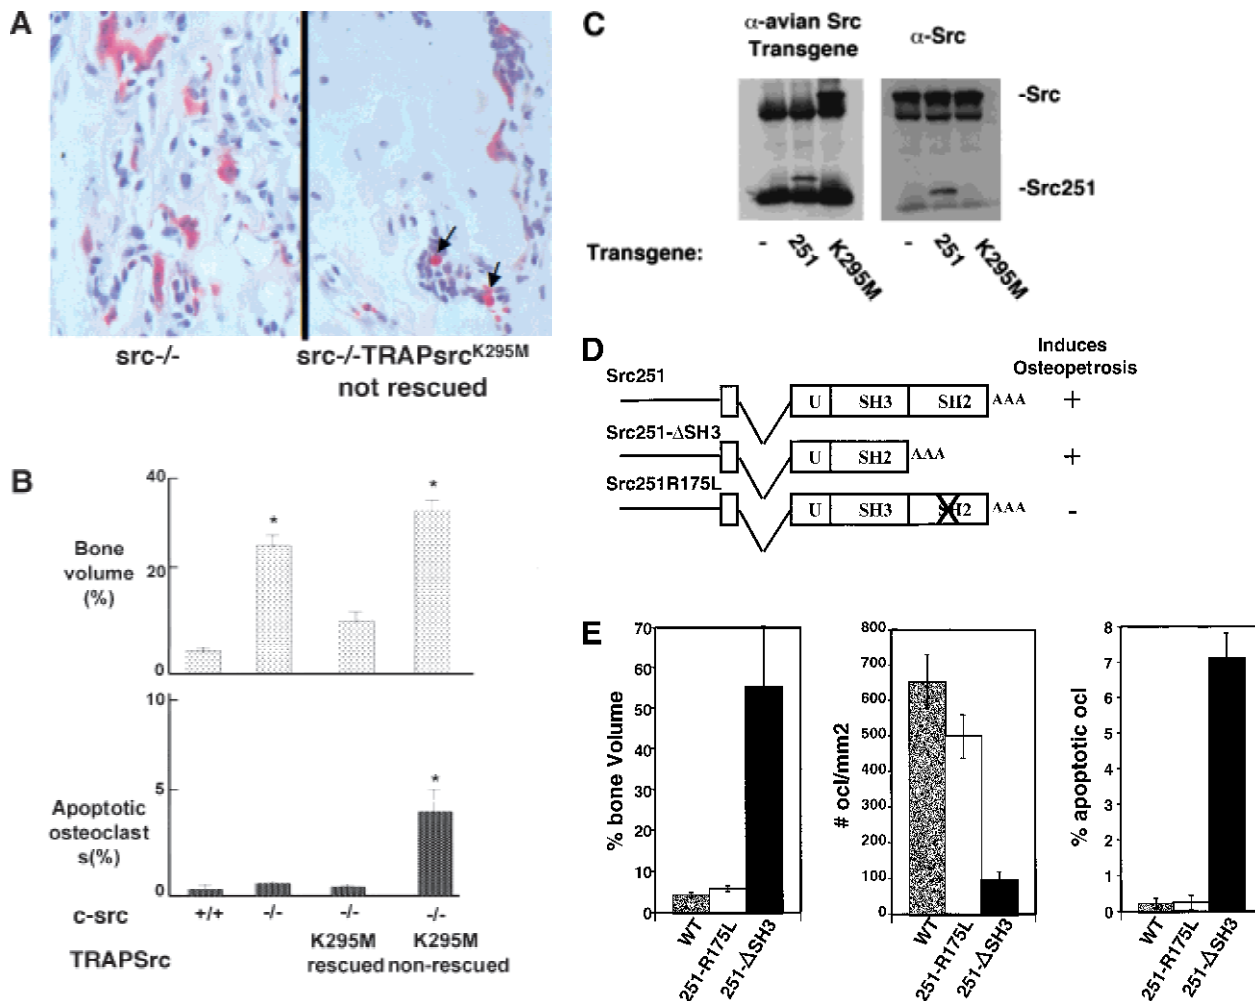 A
src-/-
src-/-TRAPsrcK295M
not rescued
B
Bone
volume
(%)
40
20
0
Apoptotic
osteoclast
s(%)
10
5
0
*
*
*
c-src
+/+
-/-
-/-
-/-
TRAPSrc
K295M
rescued
K295M
non-rescued
C
α-avian Src
Transgene
α-Src
-Src
-Src251
Transgene:
-
251
K295M
-
251
K295M
D
Induces
Osteopetrosis
Src251
U SH3 SH2 AAA
+
Src251-ΔSH3
U SH2 AAA
+
Src251R175L
U SH3 SH2 AAA
-
E
% bone Volume
70
60
50
40
30
20
10
0
WT
251-R175L
251-ΔSH3
# ocl/mm2
800
700
600
500
400
300
200
100
0
WT
251-R175L
251-ΔSH3
% apoptotic ocl
8
7
6
5
4
3
2
1
0
WT
251-R175L
251-ΔSH3